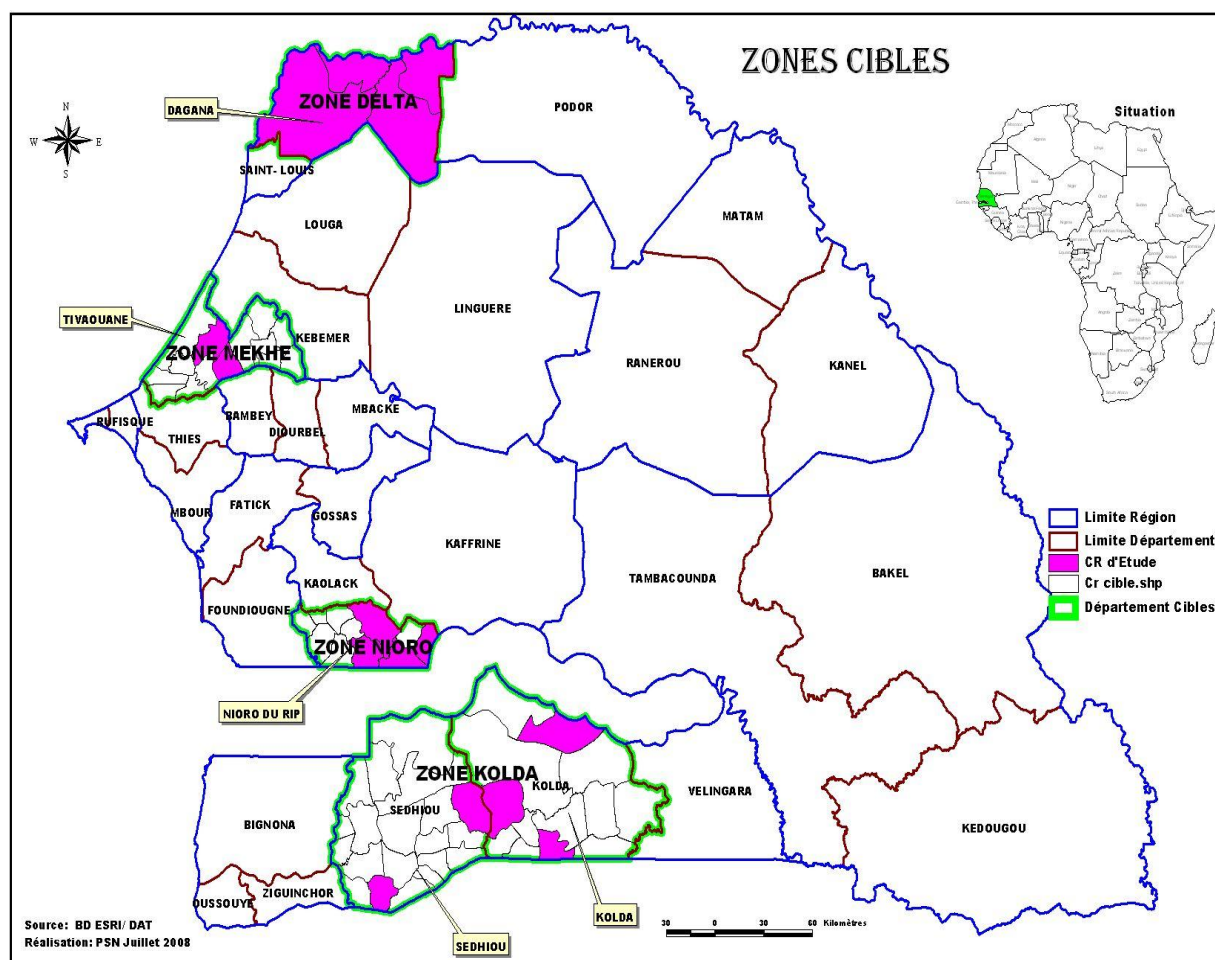 ZONES CIBLES
N
W
E
S
ZONE DELTA
DAGANA
PODOR
Situation
SAINT- LOUIS
LOUGA
MATAM
TIVAOUANE
ZONE MEKHE
KEBEMER
LINGUERE
RANEROU
KANEL
RUFISQUE
THIES
BAMBEY
DIOURBEL
MBACKE
MBOUR
FATICK
GOSSAS
KAFFRINE
KAOLACK
FOUNDIOUGNE
TAMBACOUNDA
BAKEL
Limite Région
Limite Département
CR d'Etude
Cr cible.shp
Département Cibles
ZONE NIORO
NIORO DU RIP
ZONE KOLDA
KOLDA
SEDHIOU
VELINGARA
BIGNONA
KEDOUGOU
OUSSOUYE
ZIGUINCHOR
KOLDA
SEDHIOU
30 0 30 60 Kilomètres
Source: BD ESRI/ DAT
Réalisation: PSN Juillet 2008